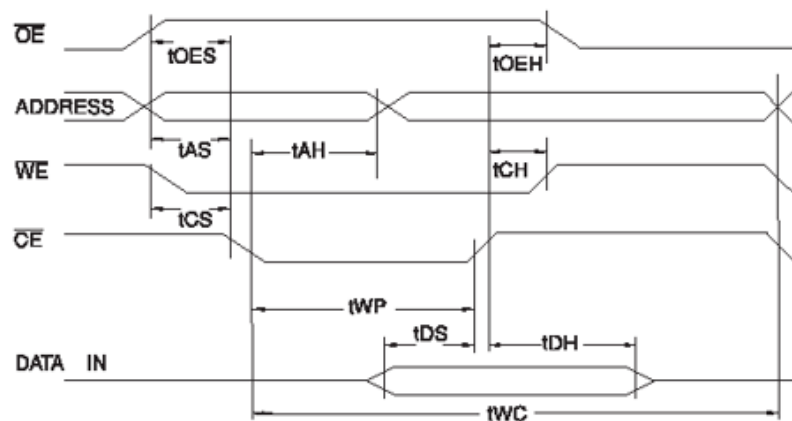 OE
tOES
tOEH
ADDRESS
tAS
tAH
WE
tCH
tCS
CE
tWP
tDS
tDH
DATA IN
tWC